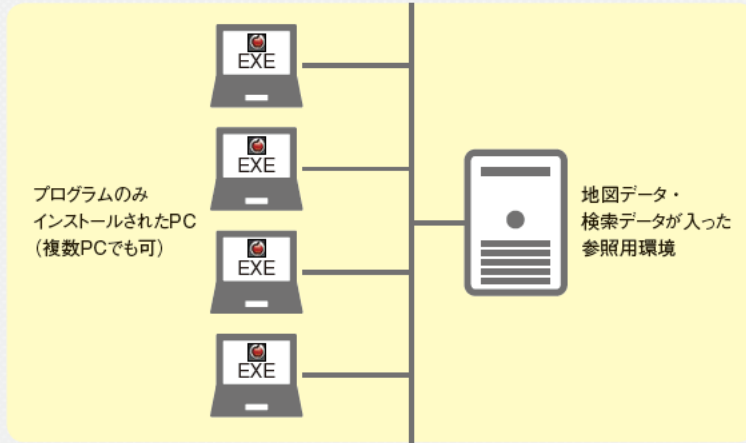 EXE
EXE
EXE
EXE
プログラムのみ
インストールされたPC
(複数PCでも可)
地図データ・
検索データが入った
参照用環境